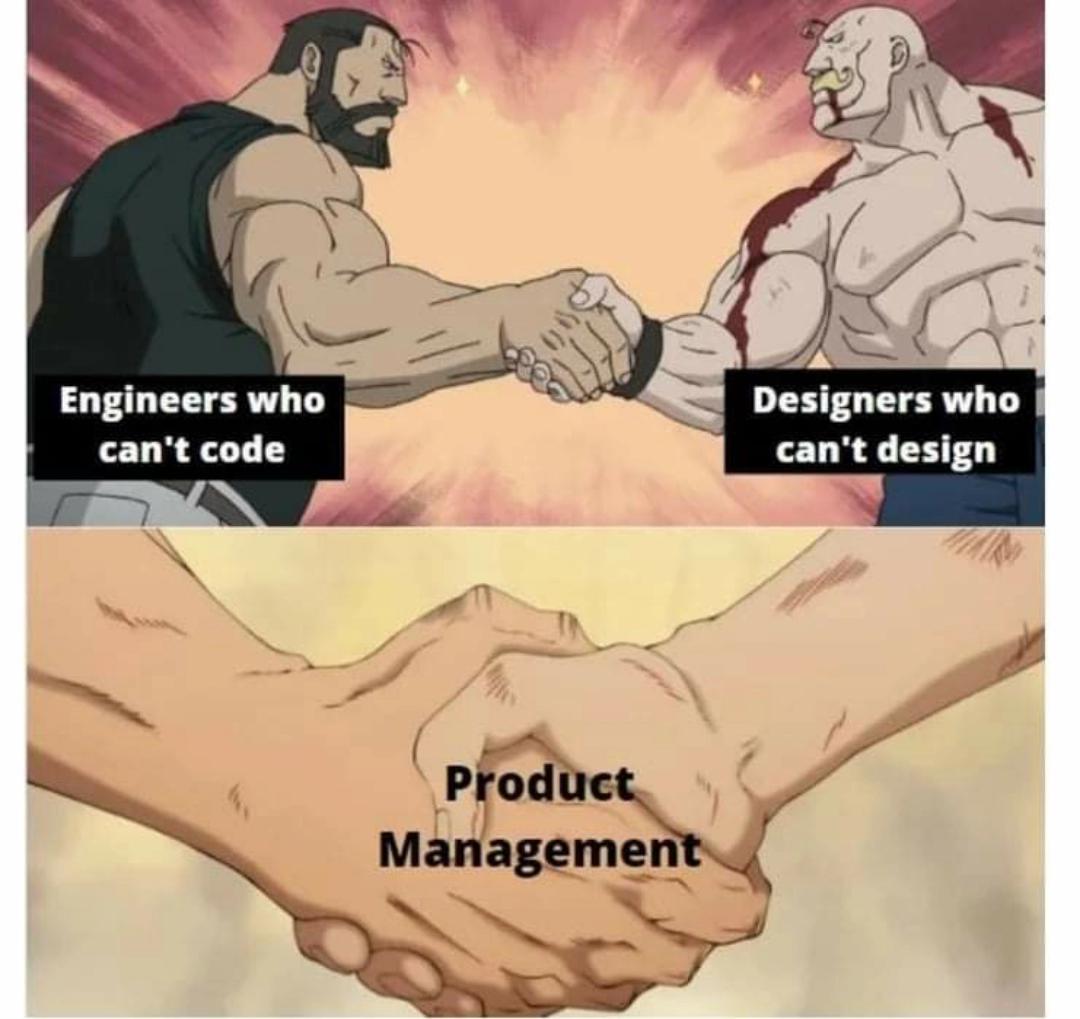 Engineers who
can't code
Designers who
can't design
Product
Management